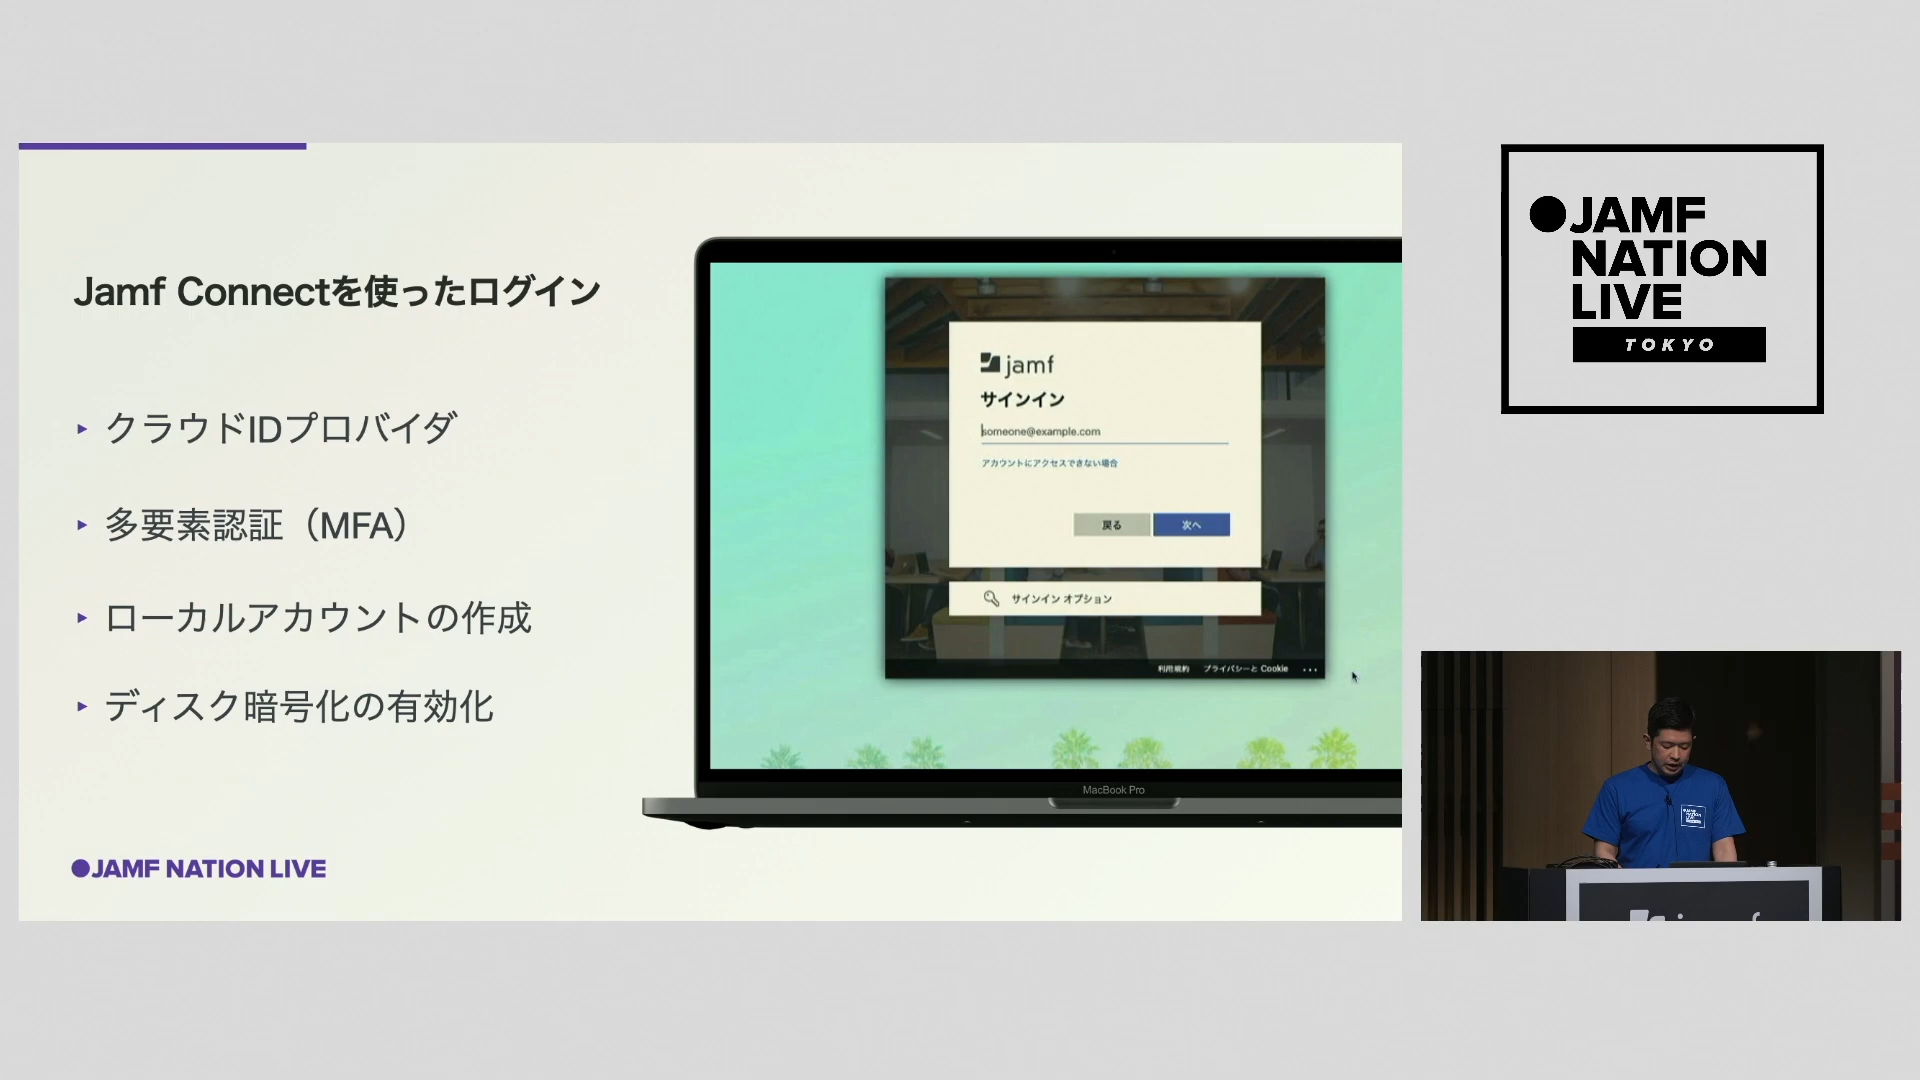 Jamf Connectを使ったログイン
‣ クラウドIDプロバイダ
‣ 多要素認証（MFA）
‣ ローカルアカウントの作成
‣ ディスク暗号化の有効化
JAMF NATION LIVE
jamf
サインイン
someone@example.com
アカウントにアクセスできない場合
戻る 次へ
サインイン オプション
利用規約 プライバシーと Cookie ...
MacBook Pro
JAMF
NATION
LIVE
TOKYO